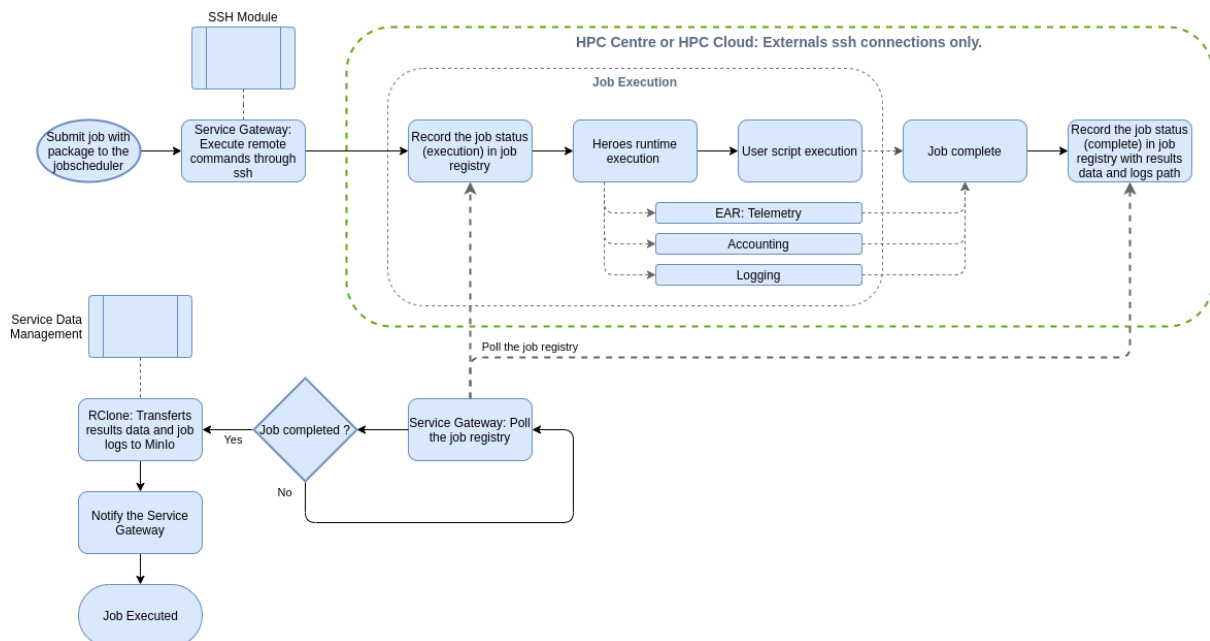 SSH Module
HPC Centre or HPC Cloud: Externals ssh connections only.
Job Execution
Submit job with
package to the
jobscheduler
Service Gateway:
Execute remote
commands through
ssh
Record the job status
(execution) in job
registry
Heroes runtime
execution
User script execution
Job complete
Record the job status
(complete) in job
registry with results
data and logs path
EAR: Telemetry
Accounting
Logging
Service Data
Management
Poll the job registry
RClone: Transferts
results data and job
logs to MinIo
Yes
Job completed ?
Service Gateway: Poll
the job registry
No
Notify the Service
Gateway
Job Executed